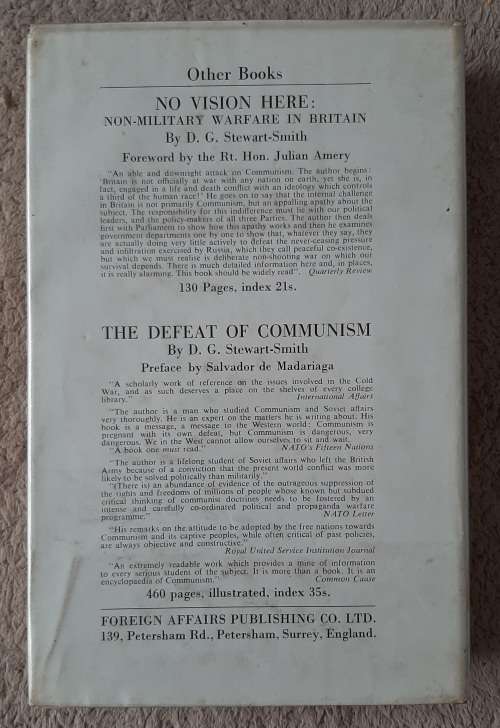 Other Books
NO VISION HERE:
NON-MILITARY WARFARE IN BRITAIN
By D. G. Stewart-Smith
Foreword by the Rt. Hon. Julian Amery
"An able and downright attack on Communism. The author begins:
'Britain is not officially at war with any nation on earth, yet she is, in
fact, engaged in a life and death conflict with an ideology which controls
a third of the human race!' He goes on to say that the internal challenge
in Britain is not primarily Communism, but an appalling apathy about the
subject. The responsibility for this indifference must lie with our political
leaders, and the policy-makers of all three Parties. The author then deals
first with Parliament to show how this apathy works and then he examines
government departments one by one to show that, whatever they say, they
are actually doing very little actively to defeat the never-ceasing pressure
and infiltration exercised by Russia, which they call peaceful co-existence,
but which we must realise is deliberate non-shooting war on which our
survival depends. There is much detailed information here and, in places,
it is really alarming. This book should be widely read". Quarterly Review
130 Pages, index 21s.
THE DEFEAT OF COMMUNISM
By D. G. Stewart-Smith
Preface by Salvador de Madariaga
"A scholarly work of reference on the issues involved in the Cold
War, and as such deserves a place on the shelves of every college
library." International Affairs
"The author is a man who studied Communism and Soviet affairs
very thoroughly. He is an expert on the matters he is writing about. His
book is a message, a message to the Western world: Communism is
pregnant with its own defeat, but Communism is dangerous, very
dangerous. We in the West cannot allow ourselves to sit and wait.
"A book one must read." NATO's Fifteen Nations
"The author is a lifelong student of Soviet affairs who left the British
Army because of a conviction that the present world conflict was more
likely to be solved politically than militarily."
"(There is) an abundance of evidence of the outrageous suppression of
the rights and freedoms of millions of people whose known but subdued
critical thinking of communist doctrines needs to be fostered by an
intense and carefully co-ordinated political and propaganda warfare
programme." NATO Letter
"His remarks on the attitude to be adopted by the free nations towards
Communism and its captive peoples, while often critical of past policies,
are always objective and constructive."
Royal United Service Institution Journal
"An extremely readable work which provides a mine of information
to every serious student of the subject. It is more than a book. It is an
encyclopaedia of Communism." Common Cause
460 pages, illustrated, index 35s.
FOREIGN AFFAIRS PUBLISHING CO. LTD.
139, Petersham Rd., Petersham, Surrey, England.